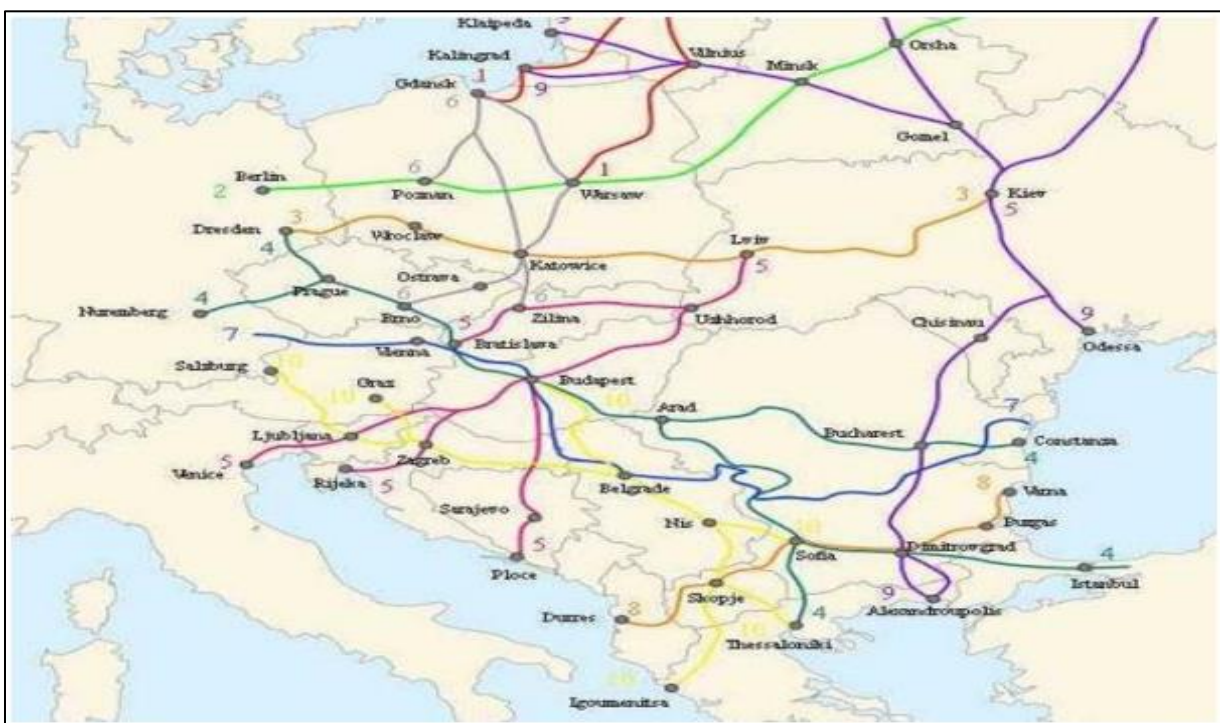 Klaipeda
9
Kalingrad
1
9
Vilnius
Orsha
Minsk
Gdansk
6
Gomel
Berlin
2
6
Poznan
1
Warsaw
3
Kiev
5
Dresden
3
4
Wroclaw
Lviv
5
Katowice
Ostrava
Prague
Nuremberg
4
6
Brno
6
Zilina
Uzhhorod
Chisinau
9
Odessa
7
Vienna
5
Bratislava
Salzburg
10
Graz
10
Budapest
10
Arad
Bucharest
7
Constanza
4
Ljubljana
Zagreb
Venice
5
Rijeka
5
Belgrade
8
Varna
Sarajevo
Nis
Burgas
10
Sofia
Dimitrovgrad
Ploce
5
4
Istanbul
Skopje
9
Alexandroupolis
Durres
8
10
4
Thessaloniki
10
Igoumenitsa